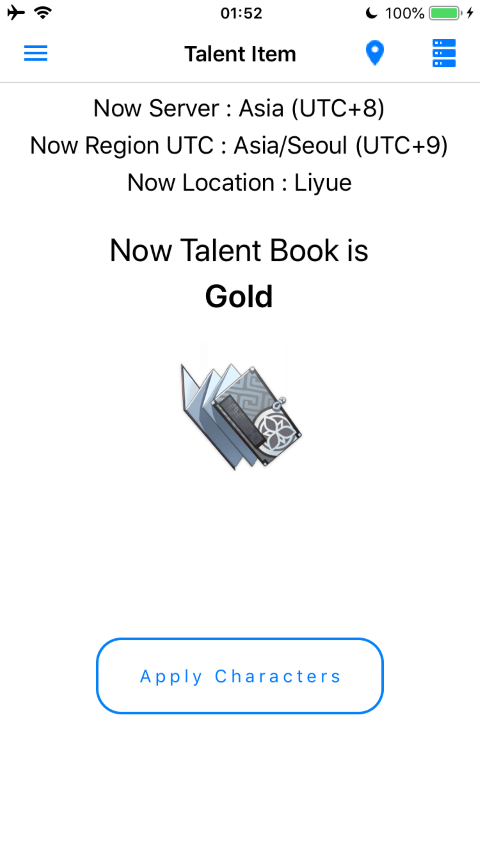 01:52
100%
Talent Item
Now Server : Asia (UTC+8)
Now Region UTC : Asia/Seoul (UTC+9)
Now Location : Liyue
Now Talent Book is
Gold
Apply Characters